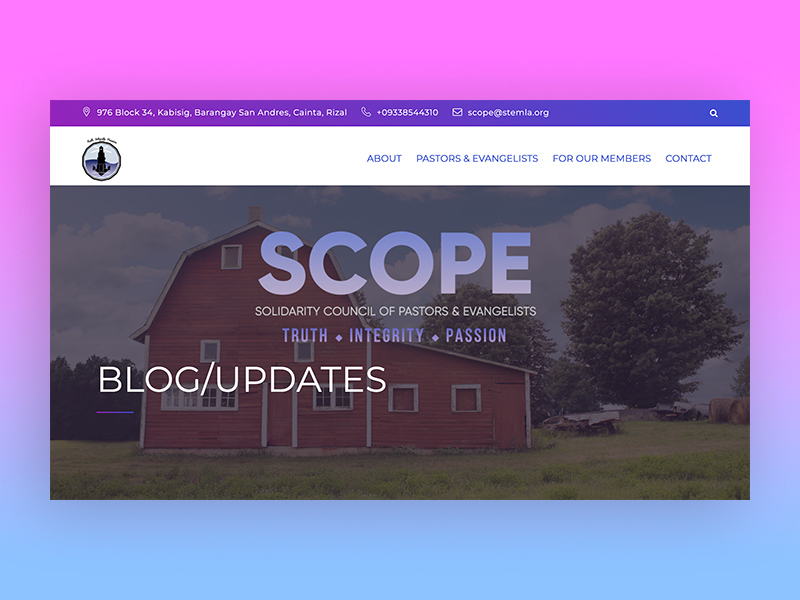 976 Block 34, Kabisig, Barangay San Andres, Cainta, Rizal +09338544310 scope@stemla.org
ABOUT PASTORS & EVANGELISTS FOR OUR MEMBERS CONTACT
SCOPE
SOLIDARITY COUNCIL OF PASTORS & EVANGELISTS
TRUTH ◆ INTEGRITY ◆ PASSION
BLOG/UPDATES